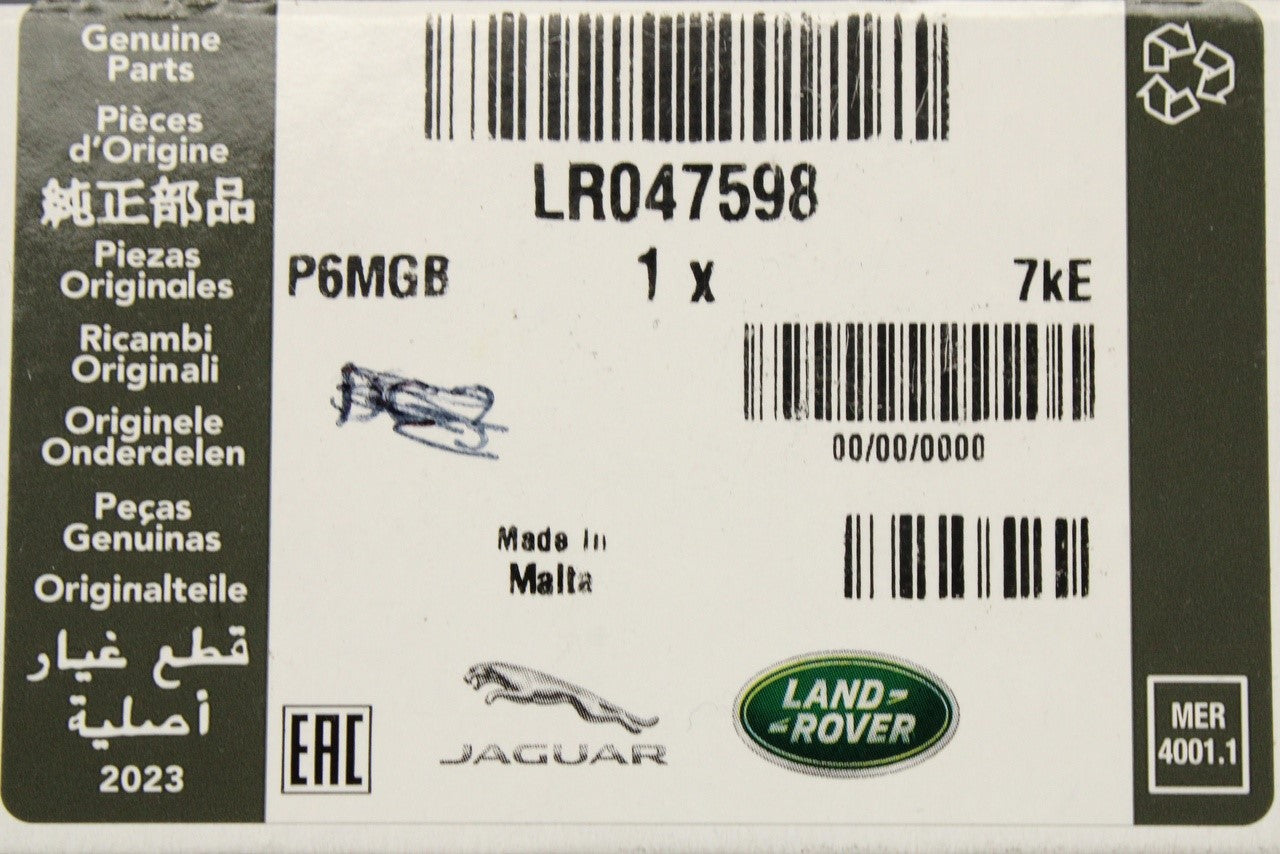 Genuine
Parts
Pièces
d'Origine
純正部品
Piezas
Originales
Ricambi
Originali
Originele
Onderdelen
Peças
Genuinas
Originalteile
قطع غيار
أصلية
2023
LR047598
P6MGB 1 x 7kE
00/00/0000
Made In
Malta
EAC
JAGUAR
LAND
ROVER
MER
4001.1